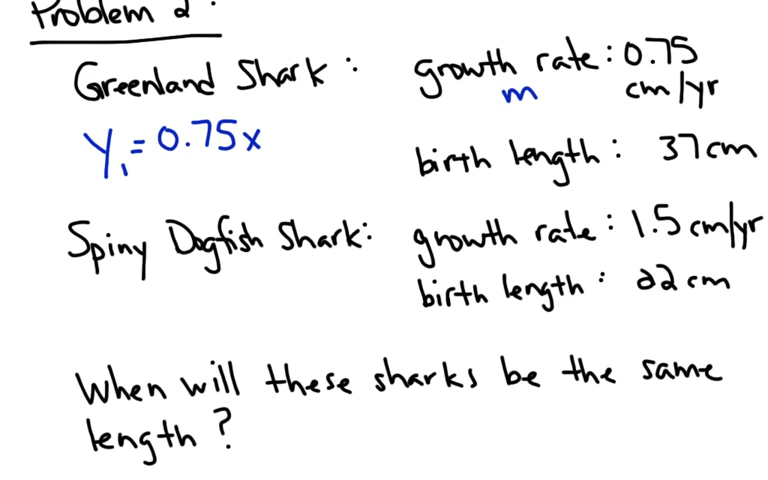 Problem 2:
Greenland Shark: growth rate: 0.75
m cm/yr
y₁ = 0.75x
birth length: 37cm
Spiny Dogfish Shark: growth rate: 1.5 cm/yr
birth length: 22 cm
When will these sharks be the same
length?